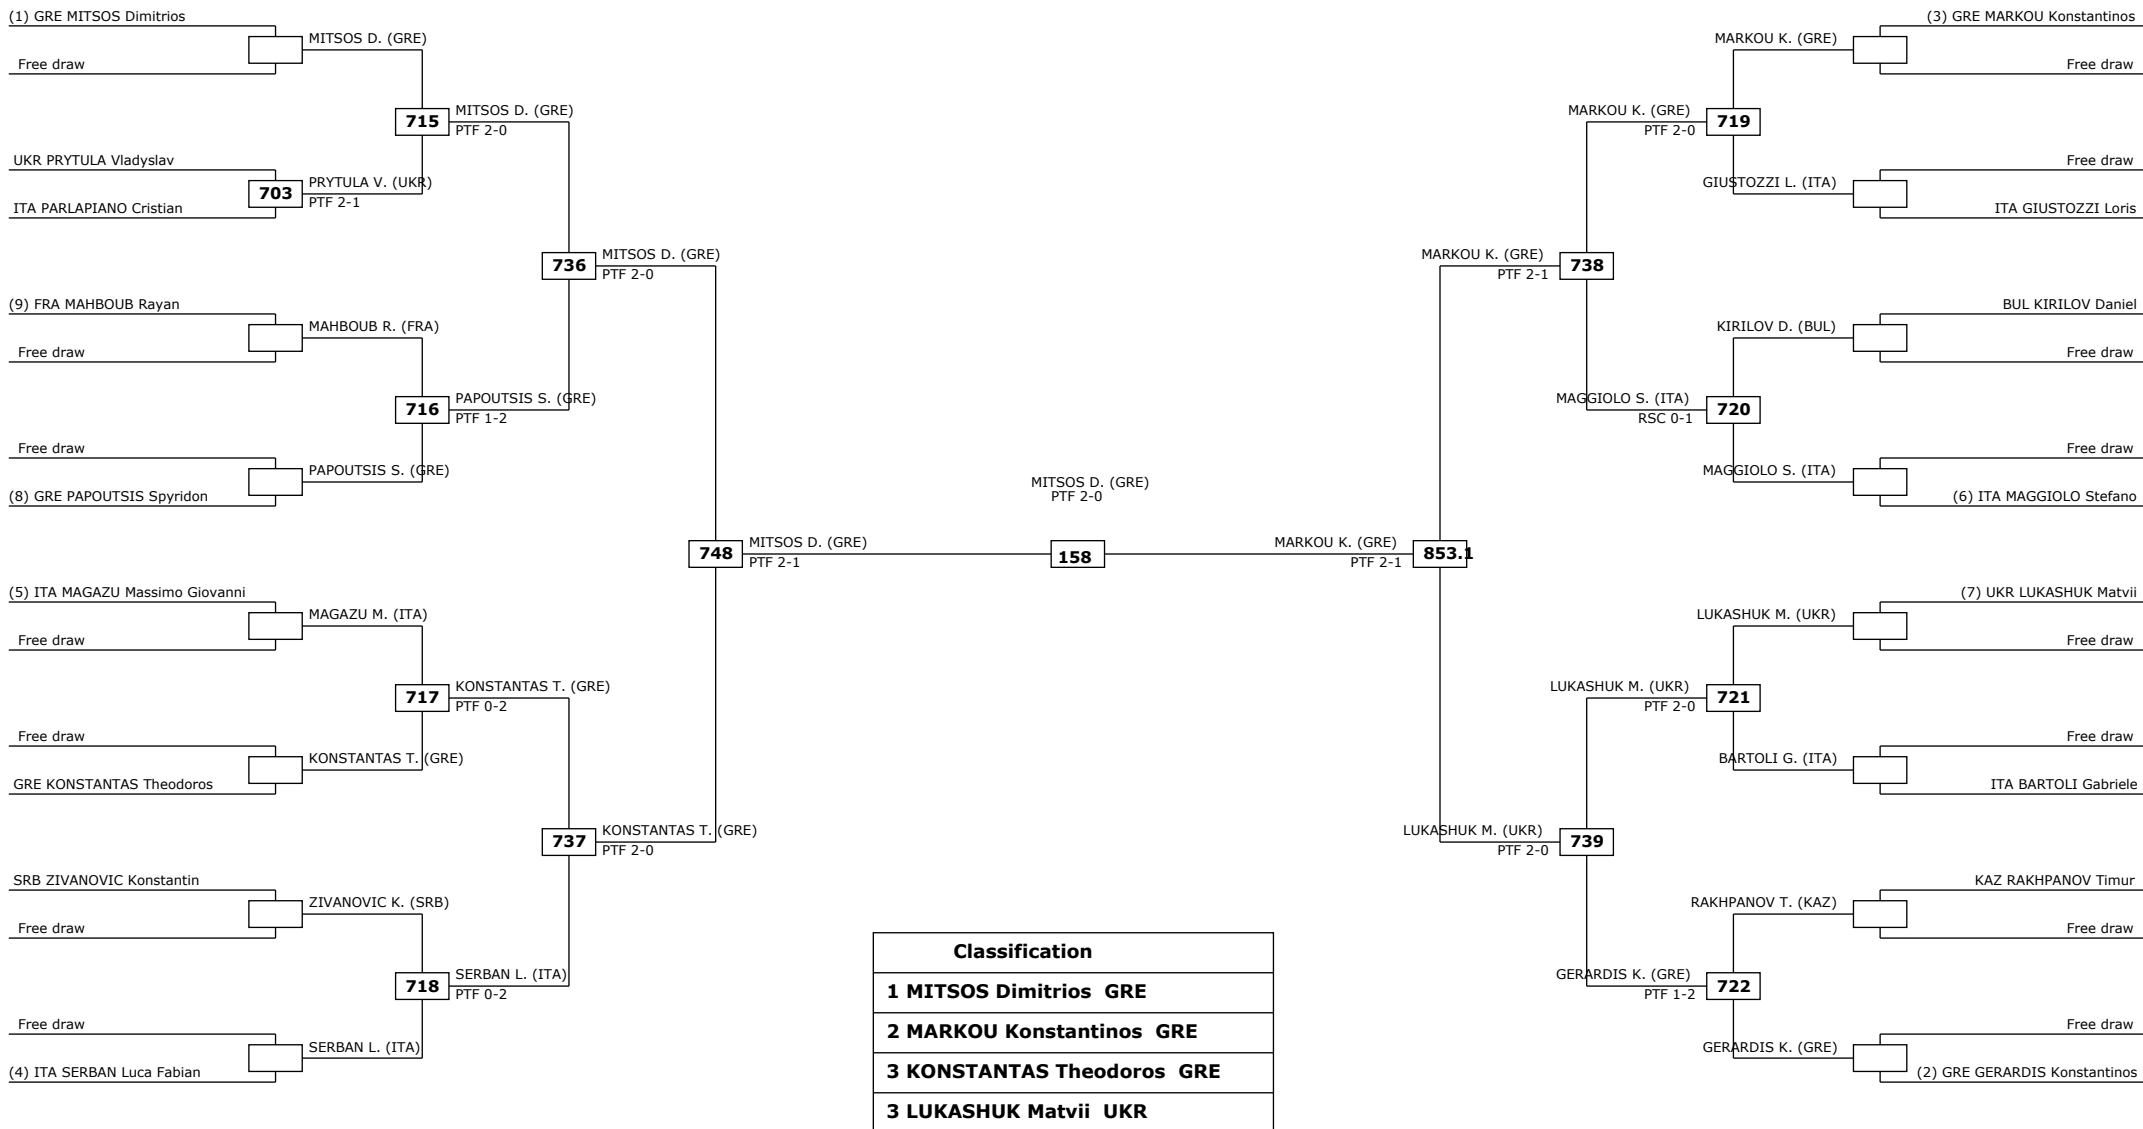 (1) GRE MITSOS Dimitrios
MITSOS D. (GRE)
Free draw
715
MITSOS D. (GRE)
PTF 2-0
UKR PRYTULA Vladyslav
703
PRYTULA V. (UKR)
PTF 2-1
ITA PARLAPIANO Cristian
736
MITSOS D. (GRE)
PTF 2-0
(9) FRA MAHBOUB Rayan
MAHBOUB R. (FRA)
Free draw
716
PAPOUTSIS S. (GRE)
PTF 1-2
Free draw
PAPOUTSIS S. (GRE)
(8) GRE PAPOUTSIS Spyridon
748
MITSOS D. (GRE)
PTF 2-1
(5) ITA MAGAZU Massimo Giovanni
MAGAZU M. (ITA)
Free draw
717
KONSTANTAS T. (GRE)
PTF 0-2
Free draw
KONSTANTAS T. (GRE)
GRE KONSTANTAS Theodoros
737
KONSTANTAS T. (GRE)
PTF 2-0
SRB ZIVANOVIC Konstantin
ZIVANOVIC K. (SRB)
Free draw
718
SERBAN L. (ITA)
PTF 0-2
Free draw
SERBAN L. (ITA)
(4) ITA SERBAN Luca Fabian
MITSOS D. (GRE)
PTF 2-0
158
(3) GRE MARKOU Konstantinos
MARKOU K. (GRE)
Free draw
MARKOU K. (GRE)
PTF 2-0
719
Free draw
GIUSTOZZI L. (ITA)
ITA GIUSTOZZI Loris
MARKOU K. (GRE)
PTF 2-1
738
BUL KIRILOV Daniel
KIRILOV D. (BUL)
Free draw
MAGGIOLO S. (ITA)
RSC 0-1
720
Free draw
MAGGIOLO S. (ITA)
(6) ITA MAGGIOLO Stefano
MARKOU K. (GRE)
PTF 2-1
853.1
(7) UKR LUKASHUK Matvii
LUKASHUK M. (UKR)
Free draw
LUKASHUK M. (UKR)
PTF 2-0
721
Free draw
BARTOLI G. (ITA)
ITA BARTOLI Gabriele
LUKASHUK M. (UKR)
PTF 2-0
739
KAZ RAKHPANOV Timur
RAKHPANOV T. (KAZ)
Free draw
GERARDIS K. (GRE)
PTF 1-2
722
Free draw
GERARDIS K. (GRE)
(2) GRE GERARDIS Konstantinos
Classification
1 MITSOS Dimitrios GRE
2 MARKOU Konstantinos GRE
3 KONSTANTAS Theodoros GRE
3 LUKASHUK Matvii UKR